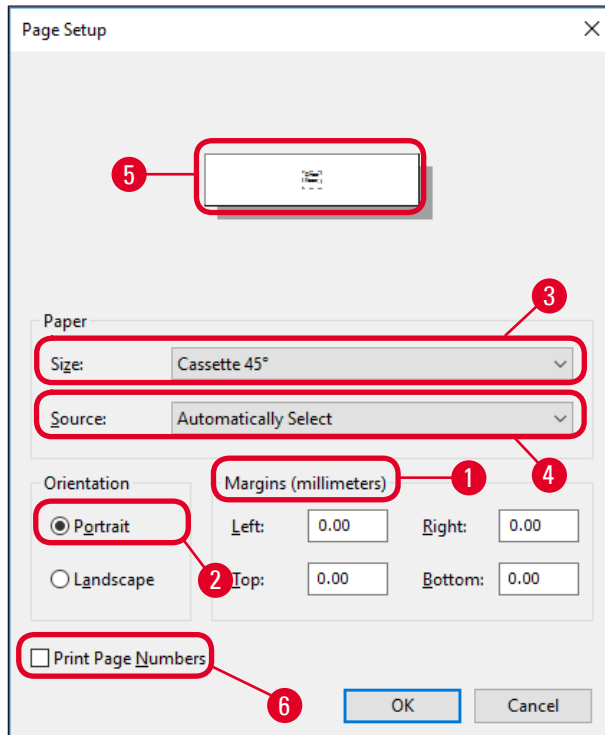 Page Setup
5
3
Paper
Size: Cassette 45°
Source: Automatically Select
4
Orientation
Margins (millimeters)
1
Portrait
Left: 0.00 Right: 0.00
2
Landscape
Top: 0.00 Bottom: 0.00
Print Page Numbers
6
OK Cancel